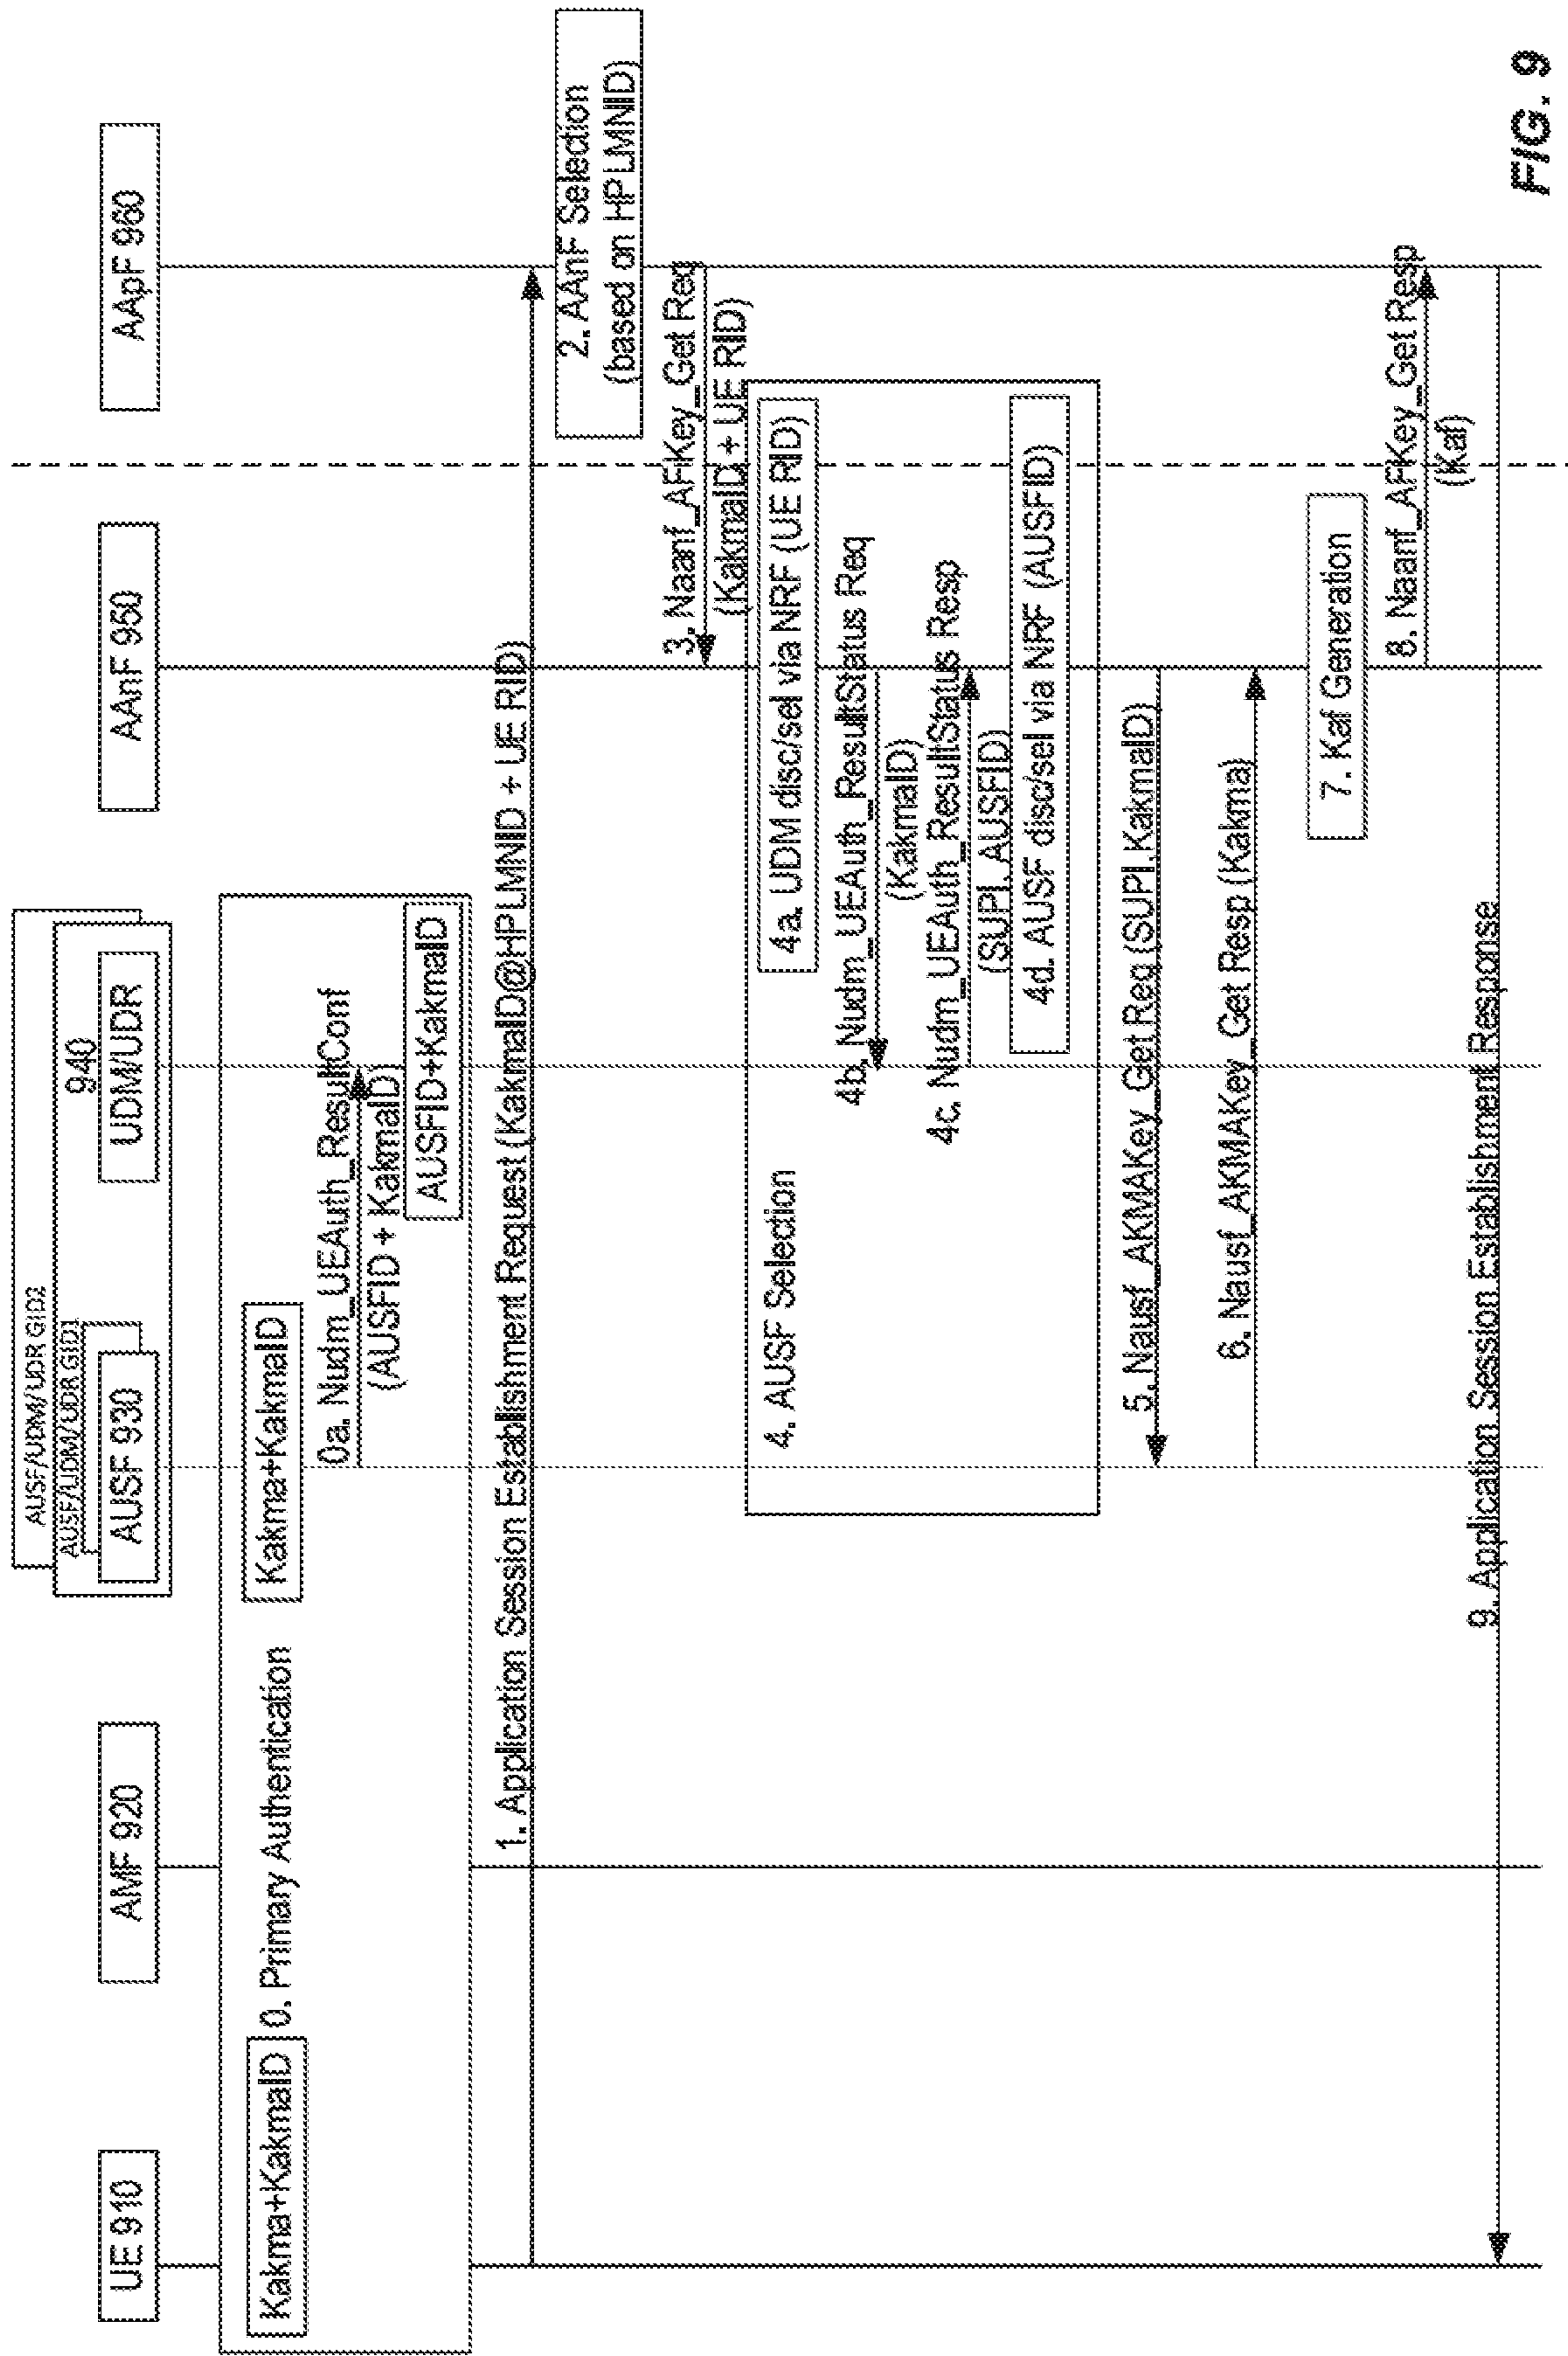 AUSF/UDM/UDR GID2
AUSF/UDM/UDR GID1
940
UE 910
AMF 920
AUSF 930
UDM/UDR
AAnF 950
AApF 960
Kakma+KakmaID
0. Primary Authentication
Kakma+KakmaID
0a. Nudm_UEAuth_ResultConf
(AUSFID + KakmaID)
AUSFID+KakmaID
1. Application Session Establishment Request (KakmaID@HPLMNID + UE RID)
2. AAnF Selection
(based on HPLMNID)
3. Naanf_AFKey_Get Req
(KakmaID + UE RID)
4. AUSF Selection
4a. UDM disc/sel via NRF (UE RID)
4b. Nudm_UEAuth_ResultStatus Req
(KakmaID)
4c. Nudm_UEAuth_ResultStatus Resp
(SUPI, AUSFID)
4d. AUSF disc/sel via NRF (AUSFID)
5. Nausf_AKMAKey_Get Req (SUPI,KakmaID)
6. Nausf_AKMAKey_Get Resp (Kakma)
7. Kaf Generation
8. Naanf_AFKey_Get Resp
(Kaf)
9. Application Session Establishment Response
FIG. 9